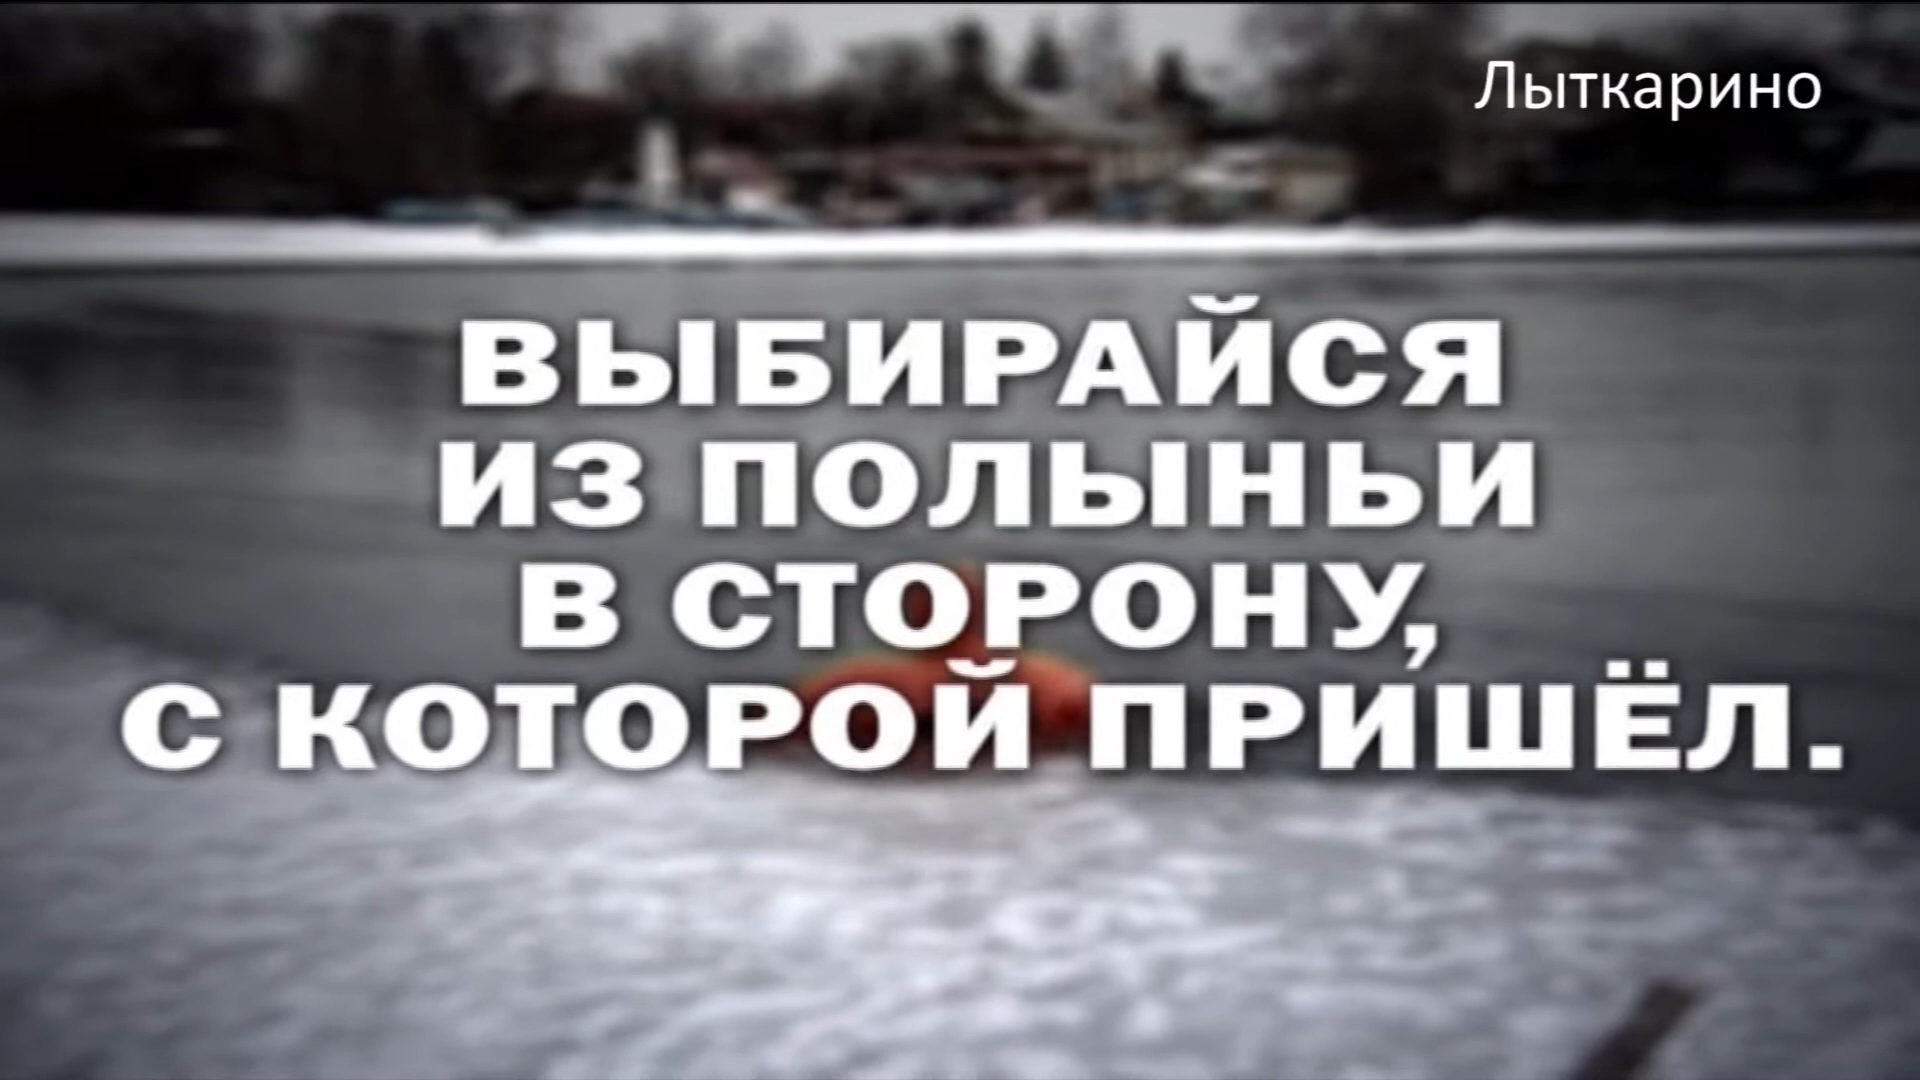 Лыткарино
ВЫБИРАЙСЯ
ИЗ ПОЛЫНЬИ
В СТОРОНУ,
С КОТОРОЙ ПРИШЁЛ.